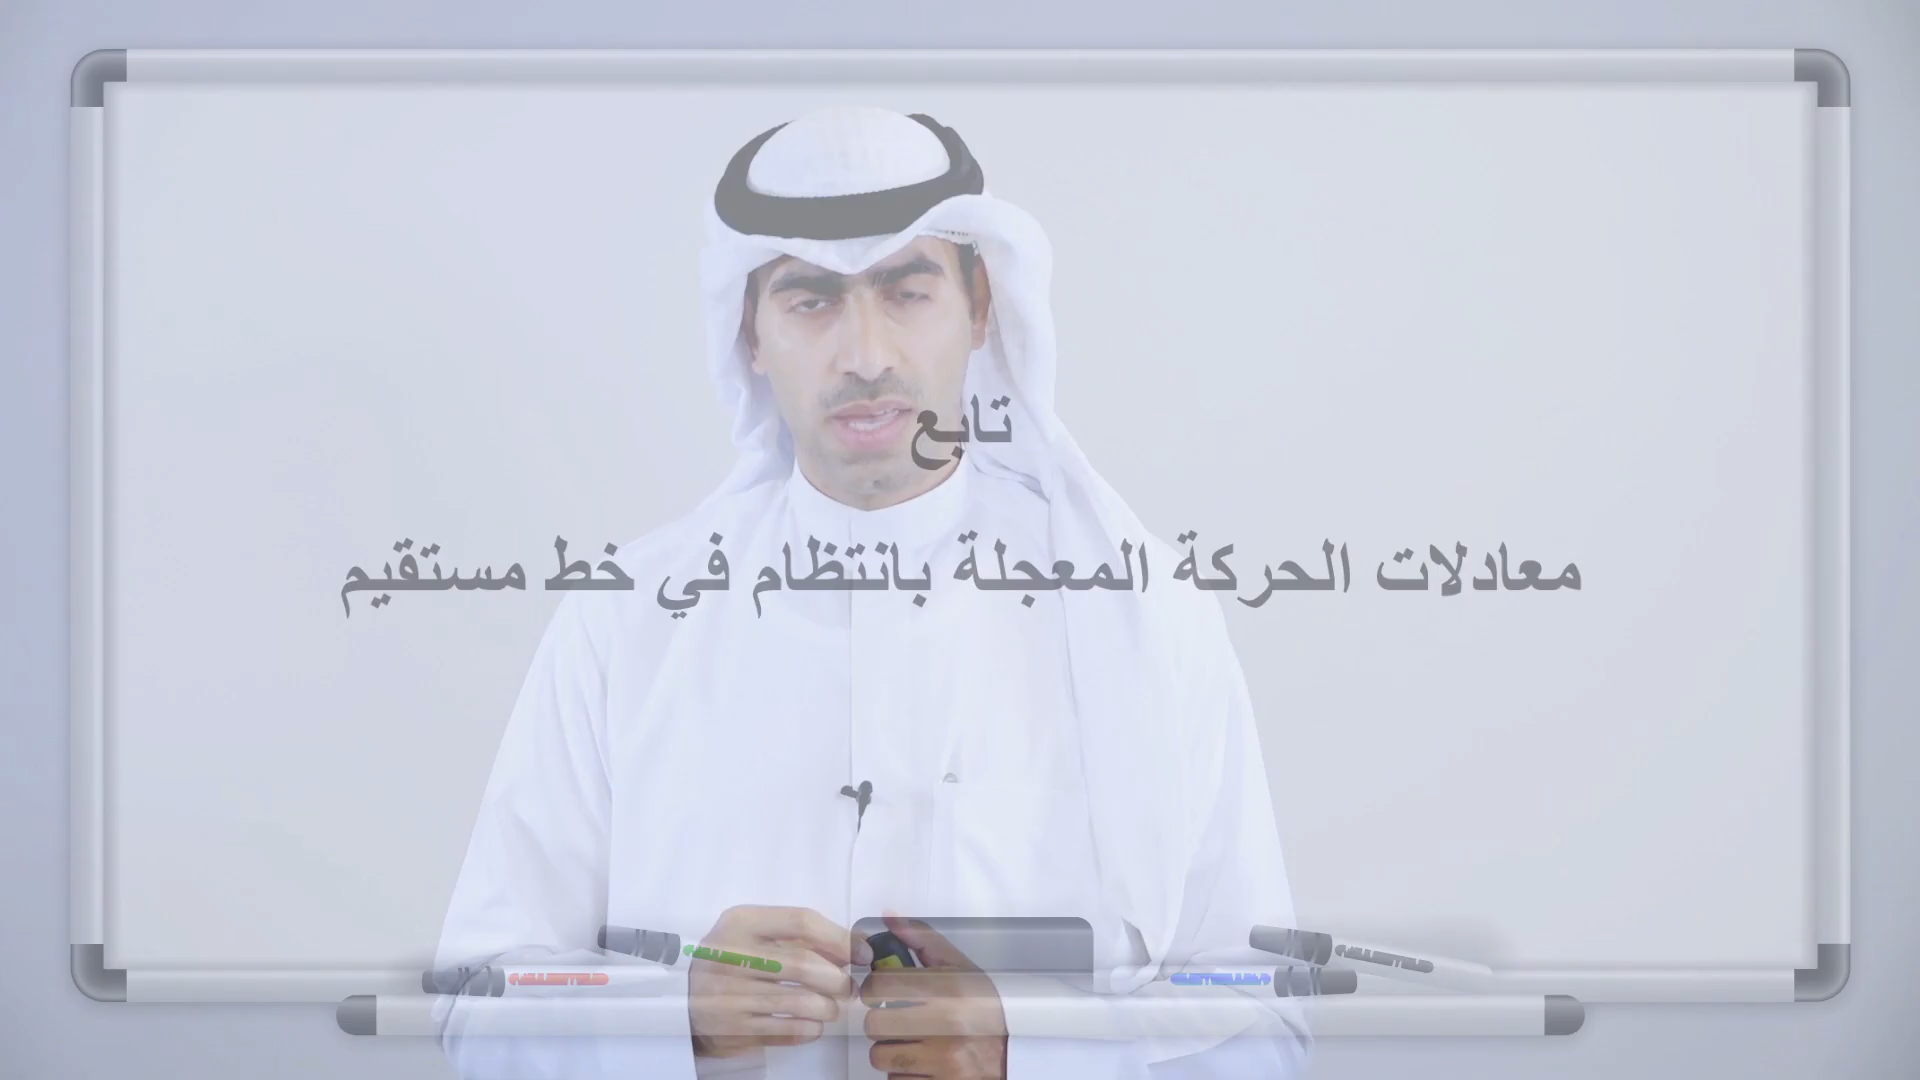 تابع
معادلات الحركة المعجلة بانتظام في خط مستقيم